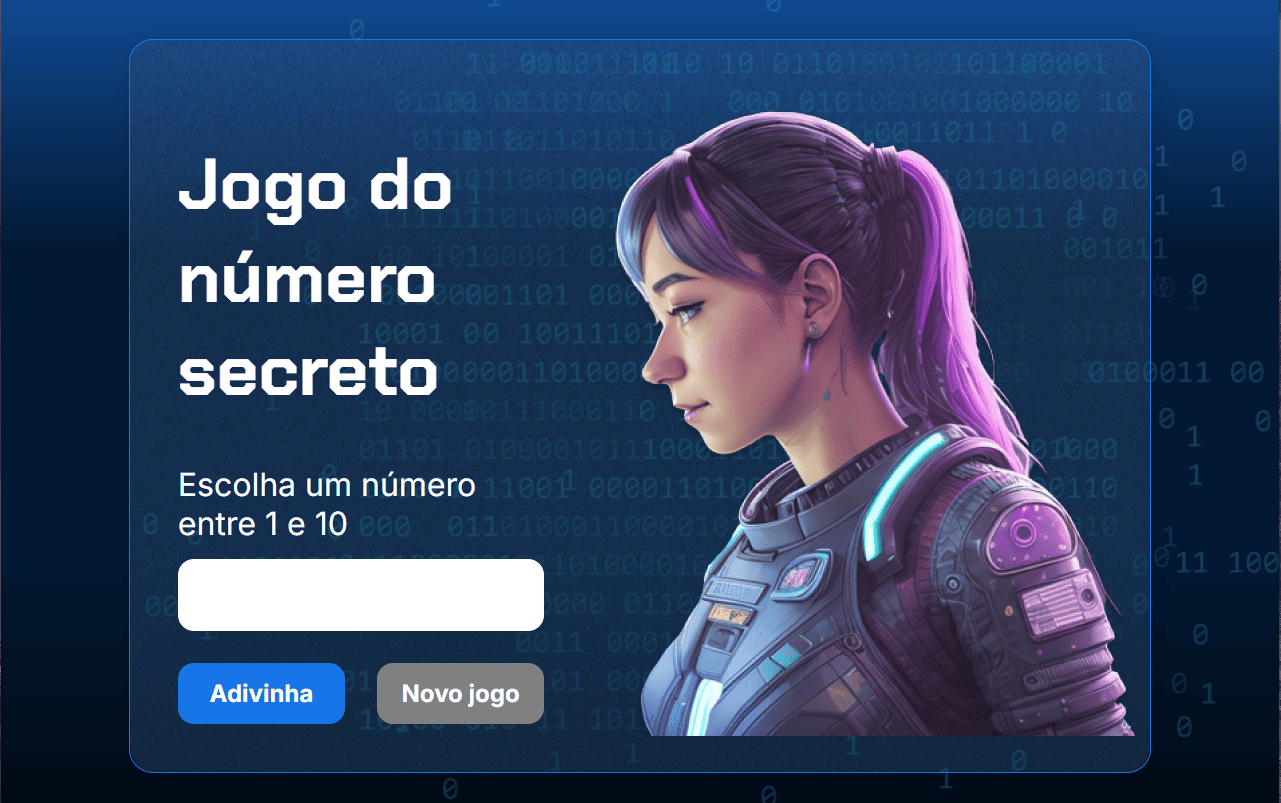 Jogo do
número
secreto
Escolha um número
entre 1 e 10
Adivinha
Novo jogo